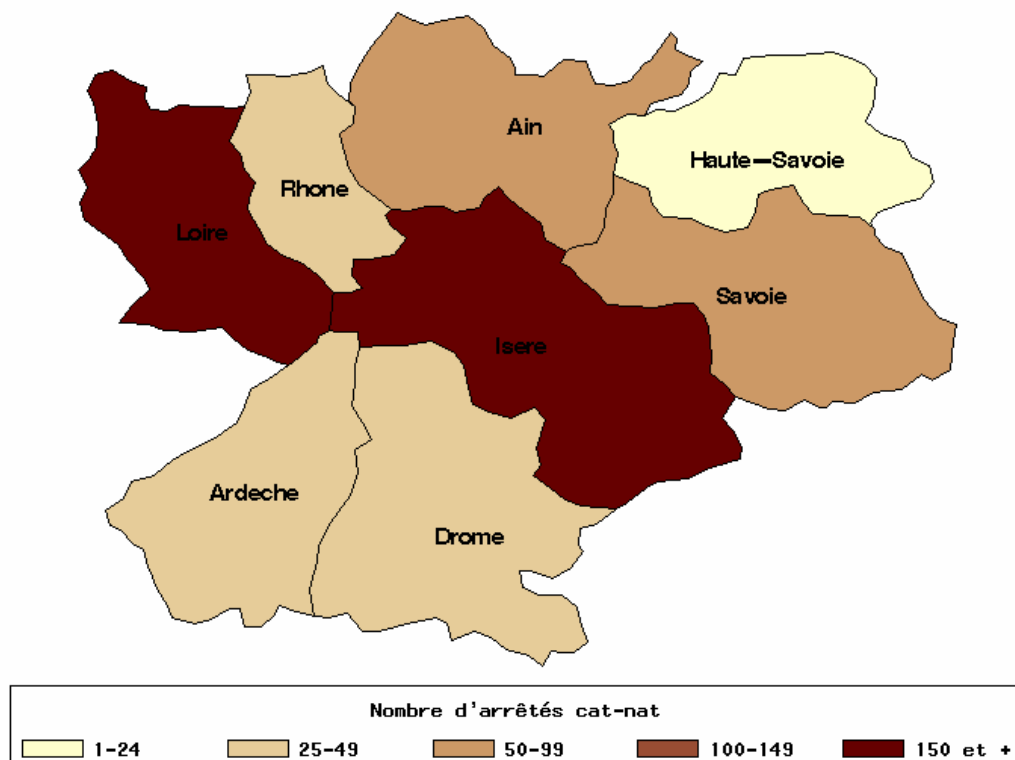 Ain
Haute-Savoie
Rhone
Loire
Savoie
Isere
Ardeche
Drome
Nombre d'arrêtés cat-nat
1-24 25-49 50-99 100-149 150 et +